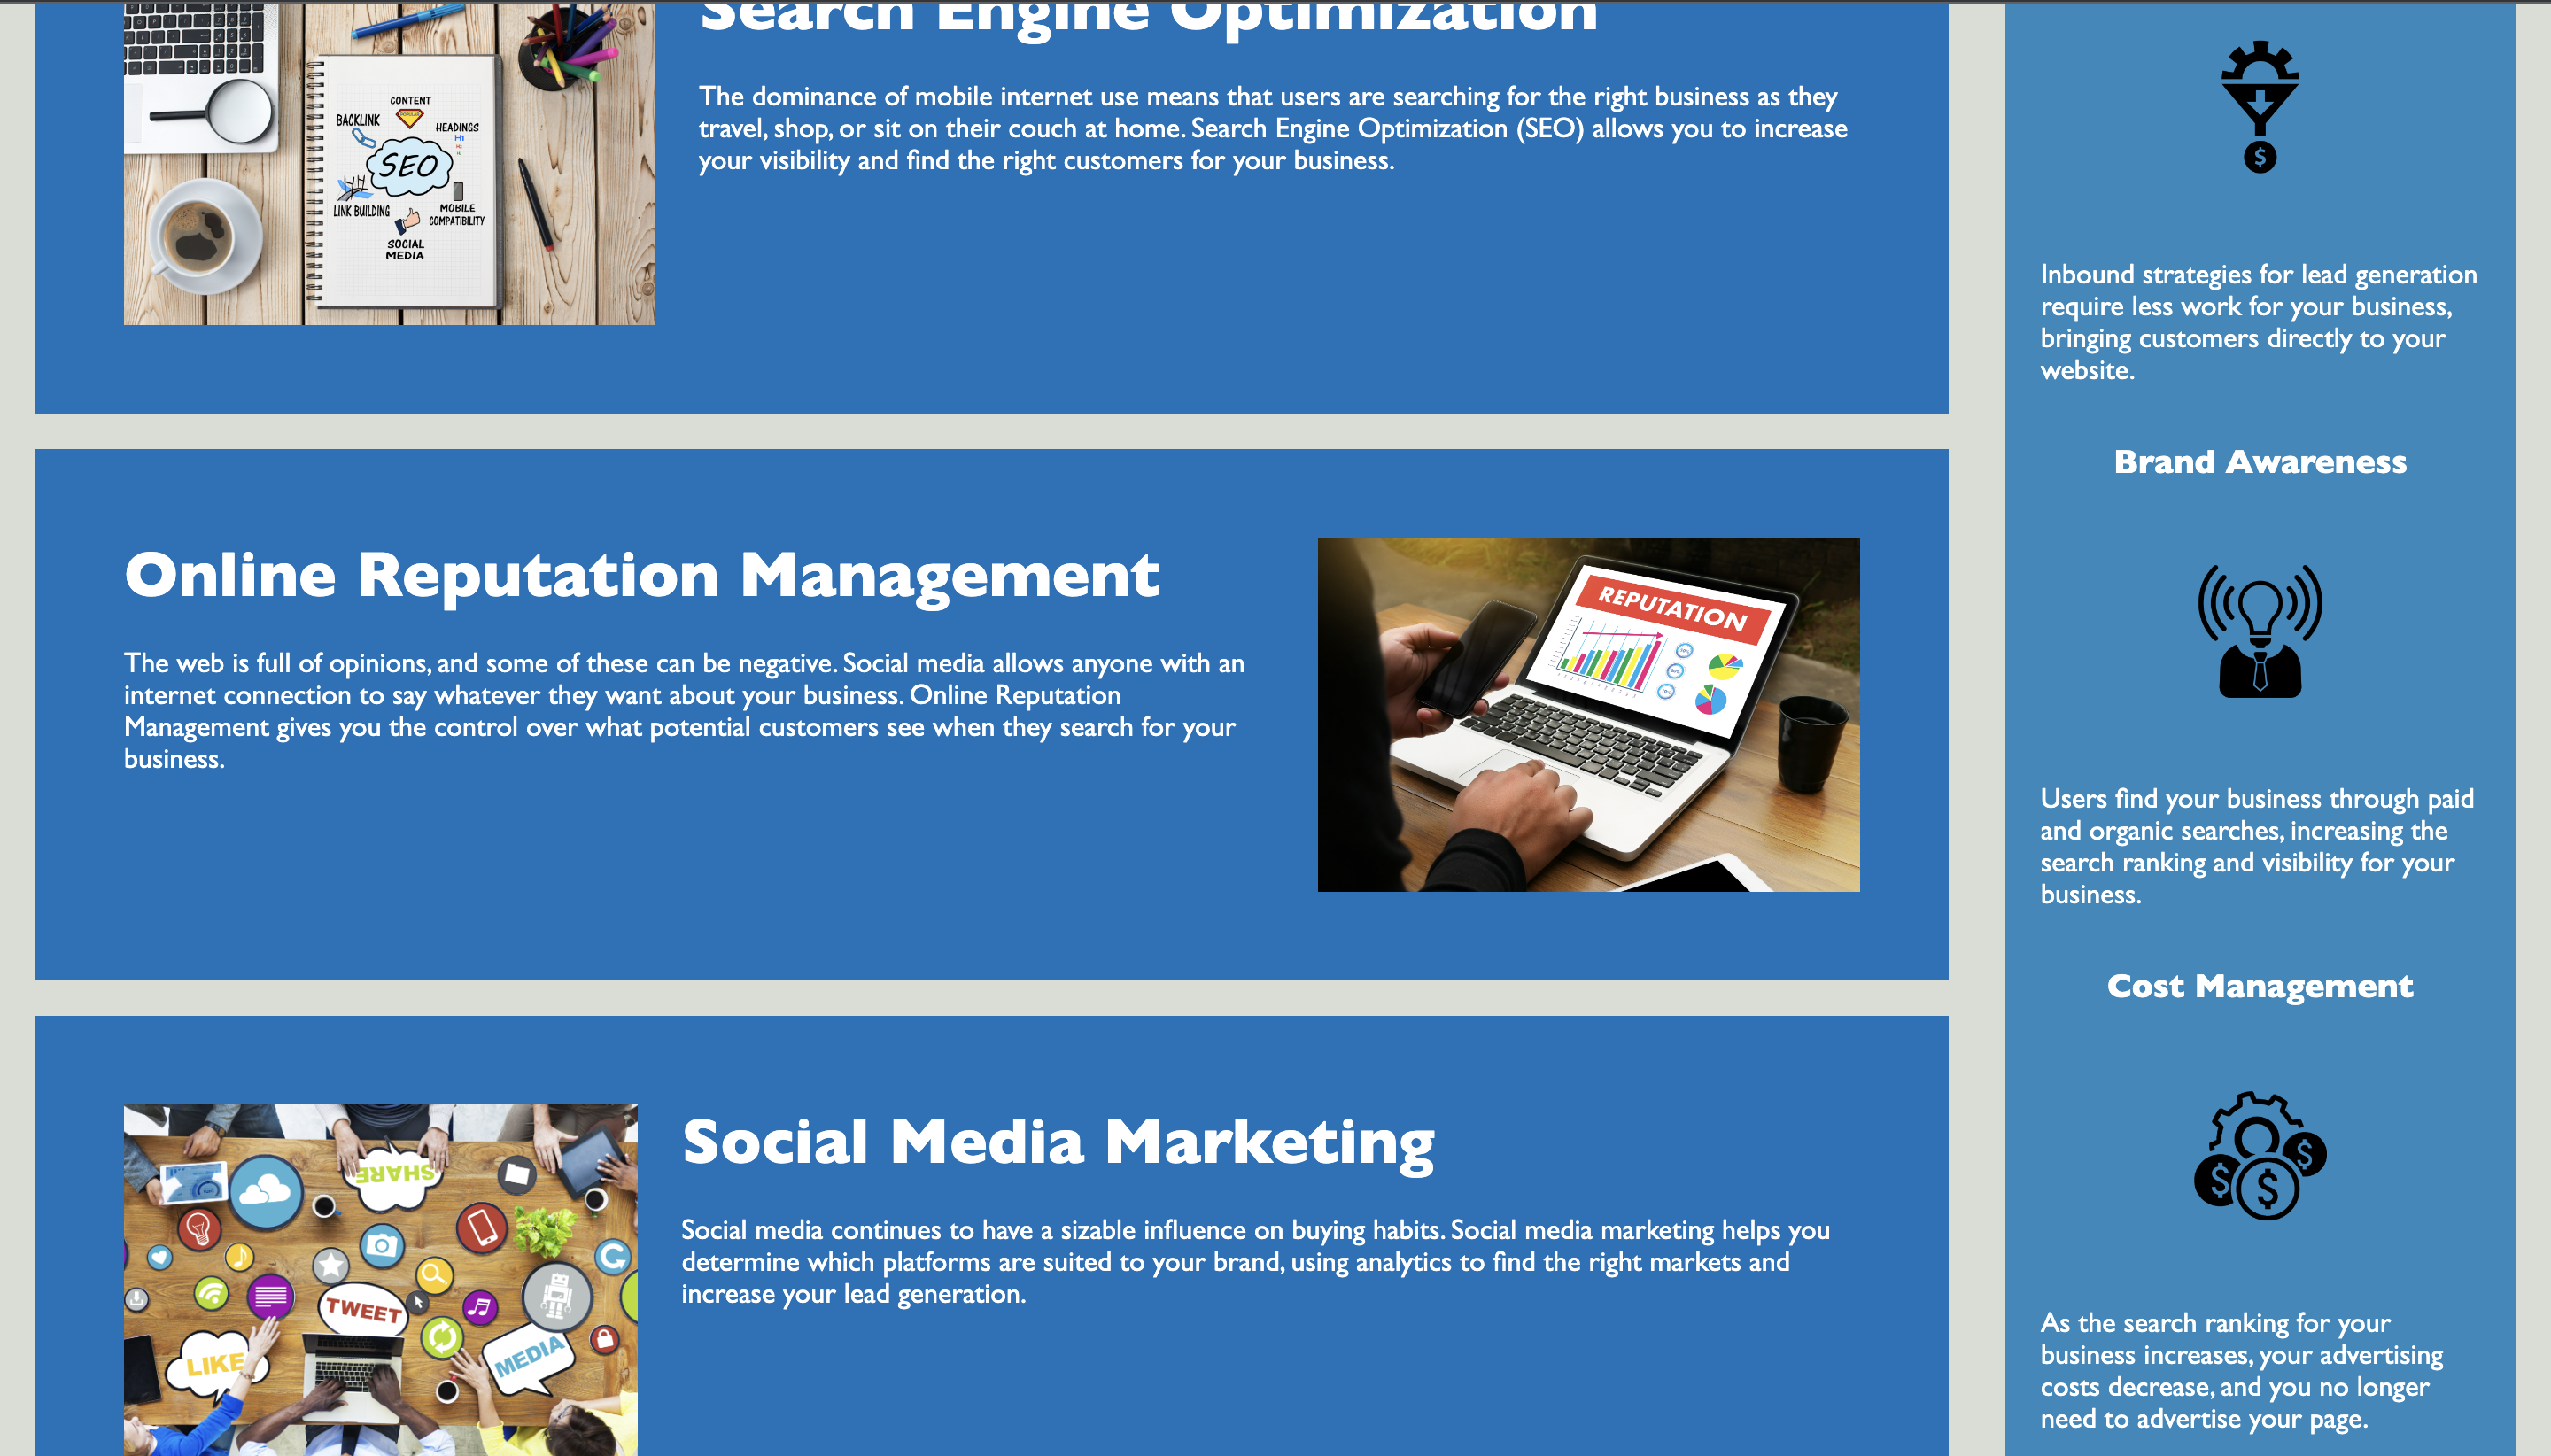 Search Engine Optimization
The dominance of mobile internet use means that users are searching for the right business as they
travel, shop, or sit on their couch at home. Search Engine Optimization (SEO) allows you to increase
your visibility and find the right customers for your business.
CONTENT
BACKLINK
HEADINGS
H1
SEO
LINK BUILDING
MOBILE
COMPATIBILITY
SOCIAL
MEDIA
Online Reputation Management
The web is full of opinions, and some of these can be negative. Social media allows anyone with an
internet connection to say whatever they want about your business. Online Reputation
Management gives you the control over what potential customers see when they search for your
business.
REPUTATION
Social Media Marketing
Social media continues to have a sizable influence on buying habits. Social media marketing helps you
determine which platforms are suited to your brand, using analytics to find the right markets and
increase your lead generation.
SHARE
TWEET
LIKE
MEDIA
$
Inbound strategies for lead generation
require less work for your business,
bringing customers directly to your
website.
Brand Awareness
Users find your business through paid
and organic searches, increasing the
search ranking and visibility for your
business.
Cost Management
$ $ $
As the search ranking for your
business increases, your advertising
costs decrease, and you no longer
need to advertise your page.